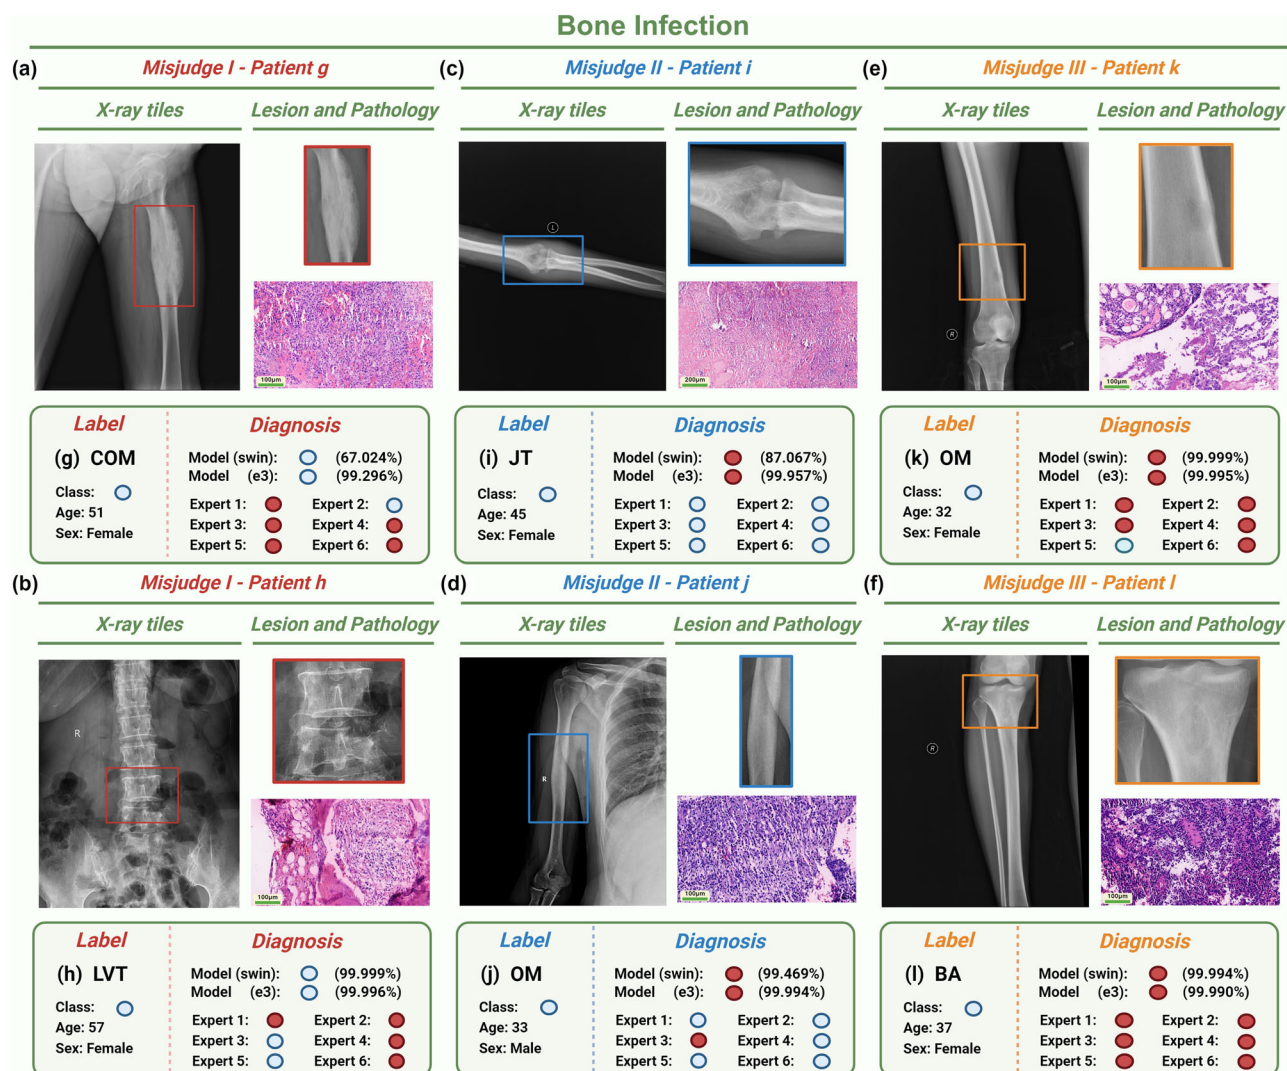 Bone Infection
(a) Misjudge I - Patient g
X-ray tiles Lesion and Pathology
100μm
Label Diagnosis
(g) COM Model (swin): (67.024%)
Model (e3): (99.296%)
Class:
Age: 51
Sex: Female
Expert 1: Expert 2:
Expert 3: Expert 4:
Expert 5: Expert 6:
(c) Misjudge II - Patient i
X-ray tiles Lesion and Pathology
L
200μm
Label Diagnosis
(i) JT Model (swin): (87.067%)
Model (e3): (99.957%)
Class:
Age: 45
Sex: Female
Expert 1: Expert 2:
Expert 3: Expert 4:
Expert 5: Expert 6:
(e) Misjudge III - Patient k
X-ray tiles Lesion and Pathology
R
100μm
Label Diagnosis
(k) OM Model (swin): (99.999%)
Model (e3): (99.995%)
Class:
Age: 32
Sex: Female
Expert 1: Expert 2:
Expert 3: Expert 4:
Expert 5: Expert 6:
(b) Misjudge I - Patient h
X-ray tiles Lesion and Pathology
R
100μm
Label Diagnosis
(h) LVT Model (swin): (99.999%)
Model (e3): (99.996%)
Class:
Age: 57
Sex: Female
Expert 1: Expert 2:
Expert 3: Expert 4:
Expert 5: Expert 6:
(d) Misjudge II - Patient j
X-ray tiles Lesion and Pathology
R
100μm
Label Diagnosis
(j) OM Model (swin): (99.469%)
Model (e3): (99.994%)
Class:
Age: 33
Sex: Male
Expert 1: Expert 2:
Expert 3: Expert 4:
Expert 5: Expert 6:
(f) Misjudge III - Patient l
X-ray tiles Lesion and Pathology
R
100μm
Label Diagnosis
(l) BA Model (swin): (99.994%)
Model (e3): (99.990%)
Class:
Age: 37
Sex: Female
Expert 1: Expert 2:
Expert 3: Expert 4:
Expert 5: Expert 6: